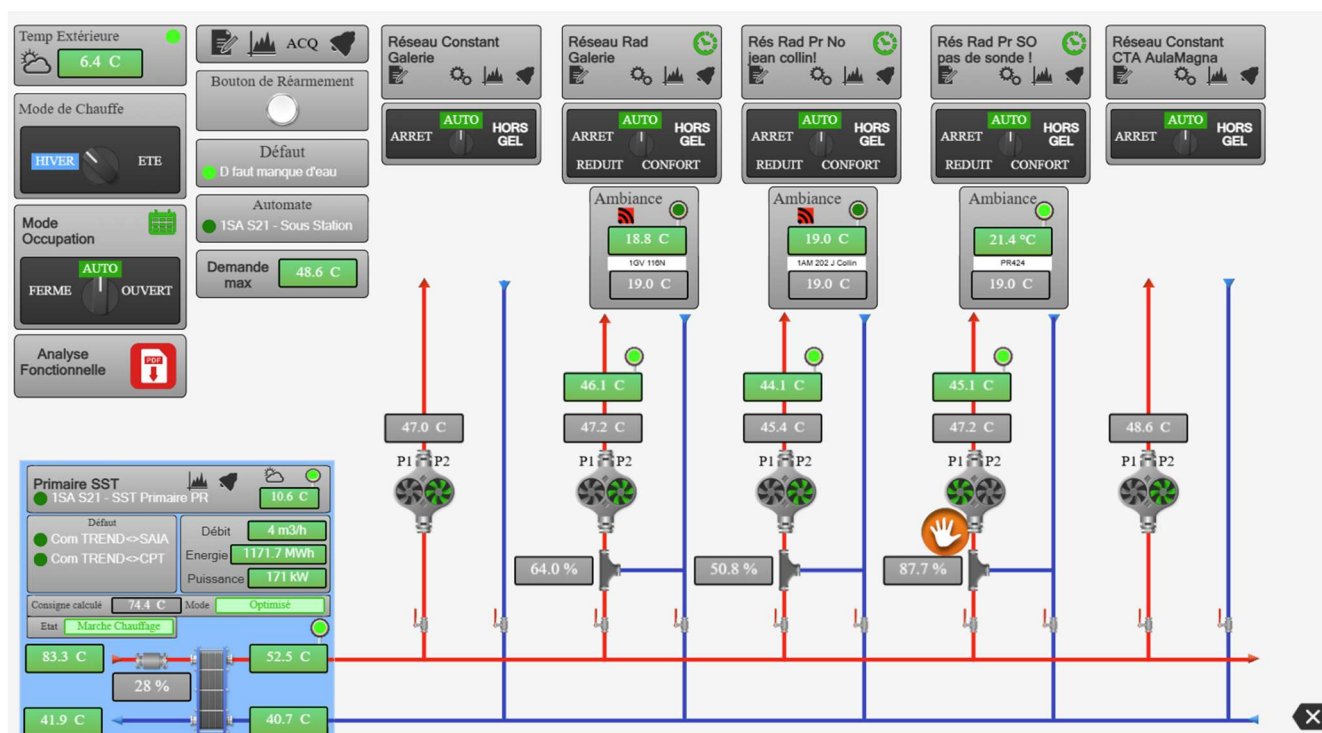 Temp Extérieure
6.4 C
Mode de Chauffe
HIVER
ETE
Mode
Occupation
AUTO
FERME
OUVERT
Analyse
Fonctionnelle
PDF
ACQ
Bouton de Réarmement
Défaut
D faut manque d'eau
Automate
1SA S21 - Sous Station
Demande
max
48.6 C
Réseau Constant
Galerie
AUTO
ARRET
HORS
GEL
47.0 C
P1 P2
Réseau Rad
Galerie
AUTO
ARRET
HORS
GEL
REDUIT CONFORT
Ambiance
18.8 C
1GV 116N
19.0 C
46.1 C
47.2 C
P1 P2
64.0 %
Rés Rad Pr No
jean collin!
AUTO
ARRET
HORS
GEL
REDUIT CONFORT
Ambiance
19.0 C
1AM 202 J Collin
19.0 C
44.1 C
45.4 C
P1 P2
50.8 %
Rés Rad Pr SO
pas de sonde !
AUTO
ARRET
HORS
GEL
REDUIT CONFORT
Ambiance
21.4 °C
PR424
19.0 C
45.1 C
47.2 C
P1 P2
87.7 %
Réseau Constant
CTA AulaMagna
AUTO
ARRET
HORS
GEL
48.6 C
P1 P2
Primaire SST
1SA S21 - SST Primaire PR
10.6 C
Défaut
Com TREND<>SAIA
Com TREND<>CPT
Débit
4 m3/h
Energie
1171.7 MWh
Puissance
171 kW
Consigne calculé
74.4 C
Mode
Optimisé
Etat
Marche Chauffage
83.3 C
52.5 C
28 %
41.9 C
40.7 C